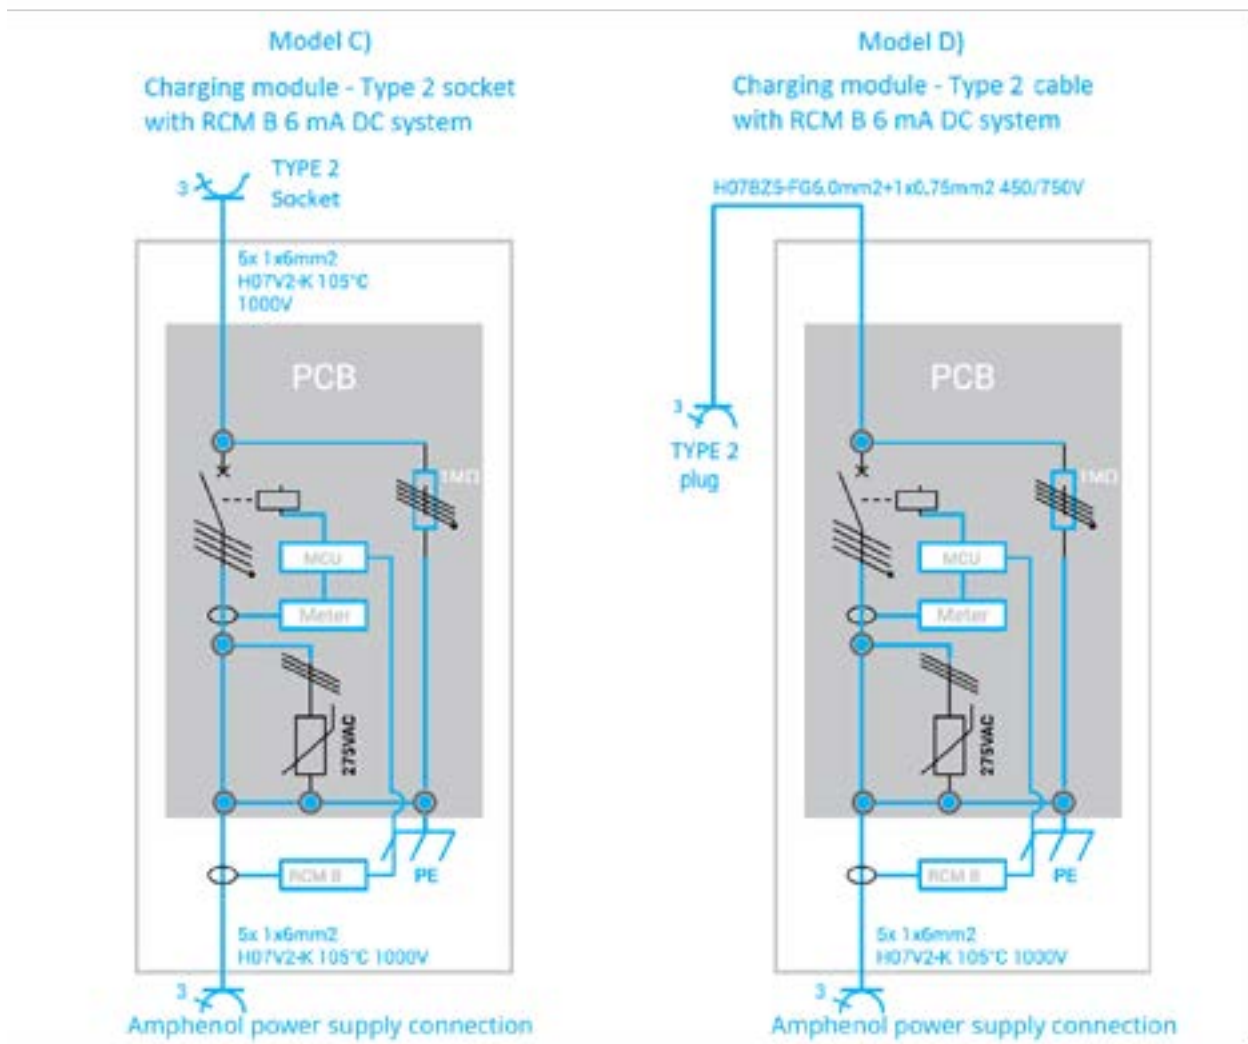 Model C)
Charging module - Type 2 socket
with RCM B 6 mA DC system
TYPE 2
Socket
3
5x 1x6mm2
H07V2-K 105°C
1000V
PCB
1MΩ
MCU
Meter
275VAC
RCM B
PE
5x 1x6mm2
H07V2-K 105°C 1000V
3
Amphenol power supply connection
Model D)
Charging module - Type 2 cable
with RCM B 6 mA DC system
H07BZ5-FG6,0mm2+1x0,75mm2 450/750V
3
TYPE 2
plug
PCB
1MΩ
MCU
Meter
275VAC
RCM B
PE
5x 1x6mm2
H07V2-K 105°C 1000V
3
Amphenol power supply connection